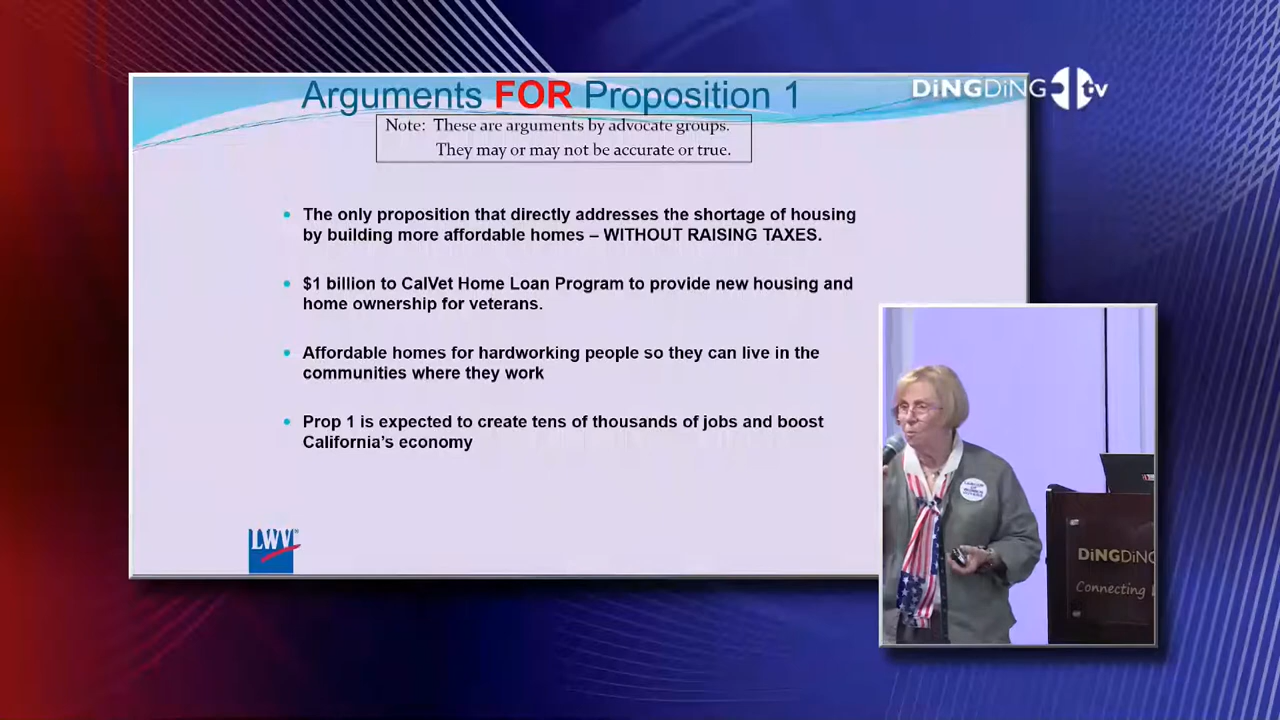 Arguments FOR Proposition 1
DiNGDiNG tv
Note: These are arguments by advocate groups.
They may or may not be accurate or true.
• The only proposition that directly addresses the shortage of housing
by building more affordable homes – WITHOUT RAISING TAXES.
• $1 billion to CalVet Home Loan Program to provide new housing and
home ownership for veterans.
• Affordable homes for hardworking people so they can live in the
communities where they work
• Prop 1 is expected to create tens of thousands of jobs and boost
California’s economy
LWV®
LEAGUE
OF
WOMEN
VOTERS
DiNGDiNG
Connecting